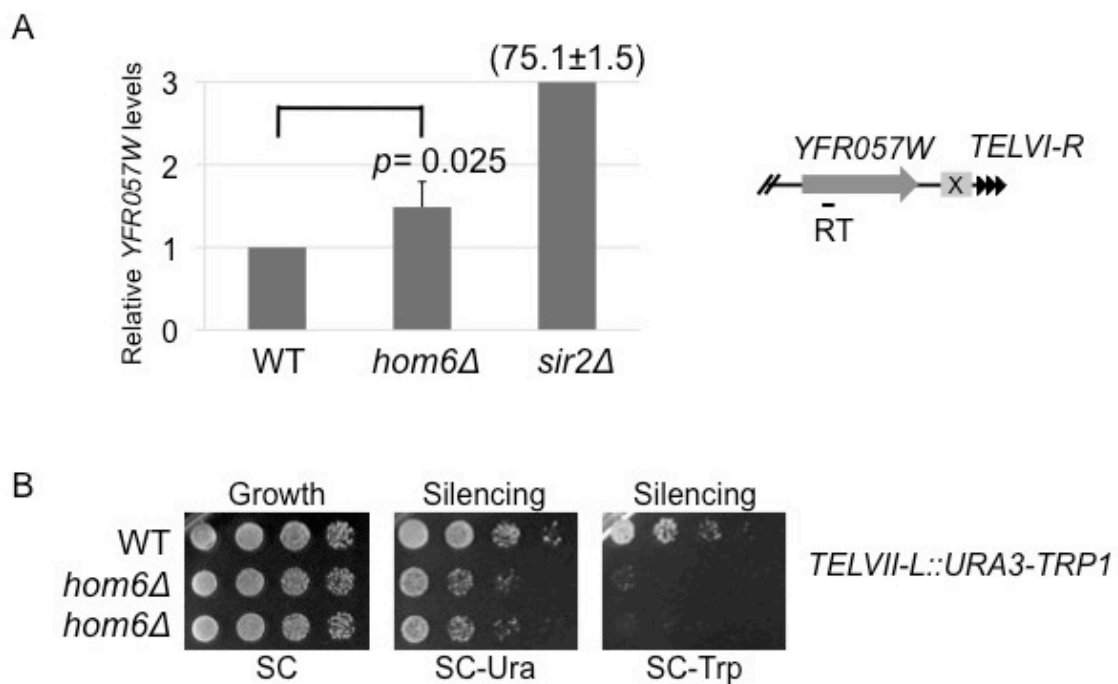 A
Relative YFR057W levels
3
2
1
0
(75.1±1.5)
p= 0.025
WT
hom6Δ
sir2Δ
YFR057W
TELVI-R
X
RT
B
Growth
Silencing
Silencing
WT
hom6Δ
hom6Δ
TELVII-L::URA3-TRP1
SC
SC-Ura
SC-Trp